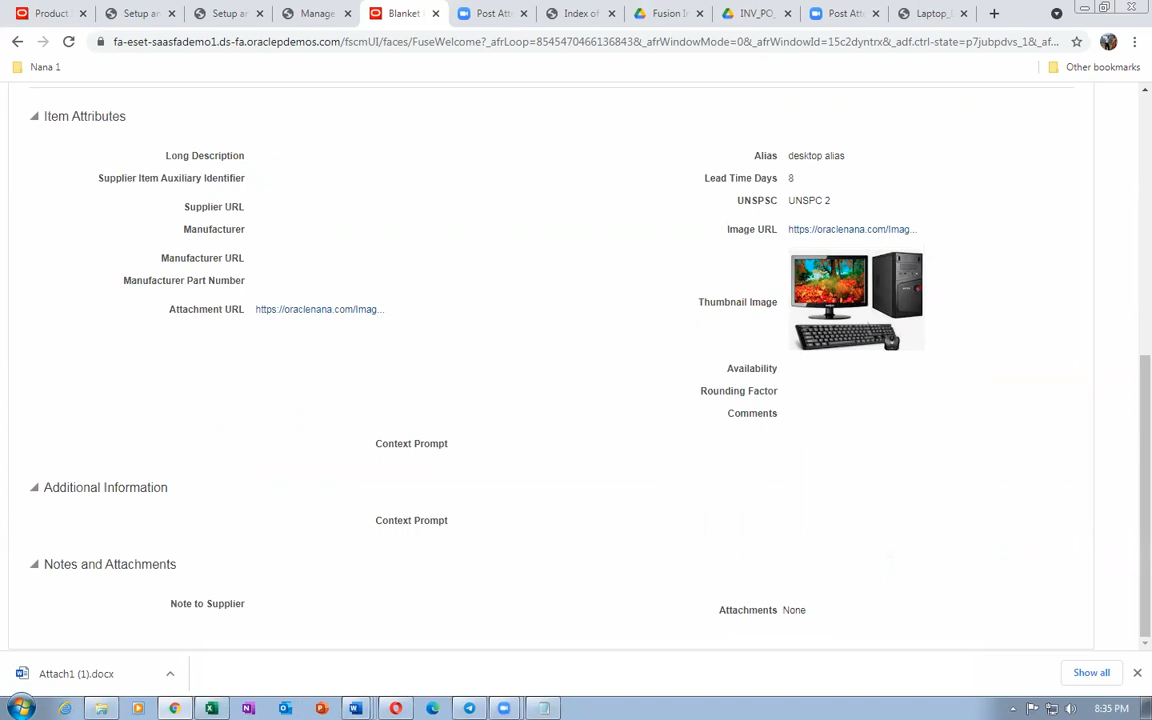 Product
Setup an
Setup an
Manage
Blanket
Post Att
Index of
Fusion I
INV_PO_
Post Att
Laptop_
fa-eset-saasfademo1.ds-fa.oraclepdemos.com/fscmUI/faces/FuseWelcome?_afrLoop=85454704661368438&_afrWindowMode=0&_afrWindowId=15c2dyntrx&_adf.ctrl-state=p7jubpdvs_1&_af...
Nana 1
Other bookmarks
Item Attributes
Long Description
Alias desktop alias
Supplier Item Auxiliary Identifier
Lead Time Days 8
UNSPSC UNSPC 2
Supplier URL
Manufacturer
Image URL https://oraclenana.com/Imag...
Manufacturer URL
Manufacturer Part Number
Thumbnail Image
Attachment URL https://oraclenana.com/Imag...
Availability
Rounding Factor
Comments
Context Prompt
Additional Information
Context Prompt
Notes and Attachments
Note to Supplier
Attachments None
Attach1 (1).docx
Show all
8:35 PM